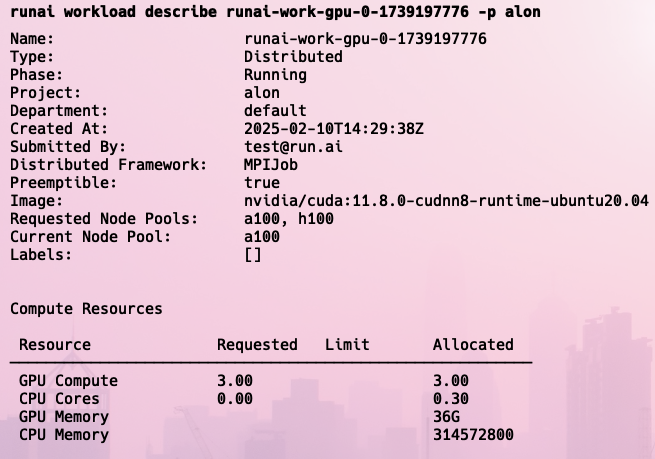 runai workload describe runai-work-gpu-0-1739197776 -p alon
Name: runai-work-gpu-0-1739197776
Type: Distributed
Phase: Running
Project: alon
Department: default
Created At: 2025-02-10T14:29:38Z
Submitted By: test@run.ai
Distributed Framework: MPIJob
Preemptible: true
Image: nvidia/cuda:11.8.0-cudnn8-runtime-ubuntu20.04
Requested Node Pools: a100, h100
Current Node Pool: a100
Labels: []
Compute Resources
Resource Requested Limit Allocated
GPU Compute 3.00 3.00
CPU Cores 0.00 0.30
GPU Memory 36G
CPU Memory 314572800